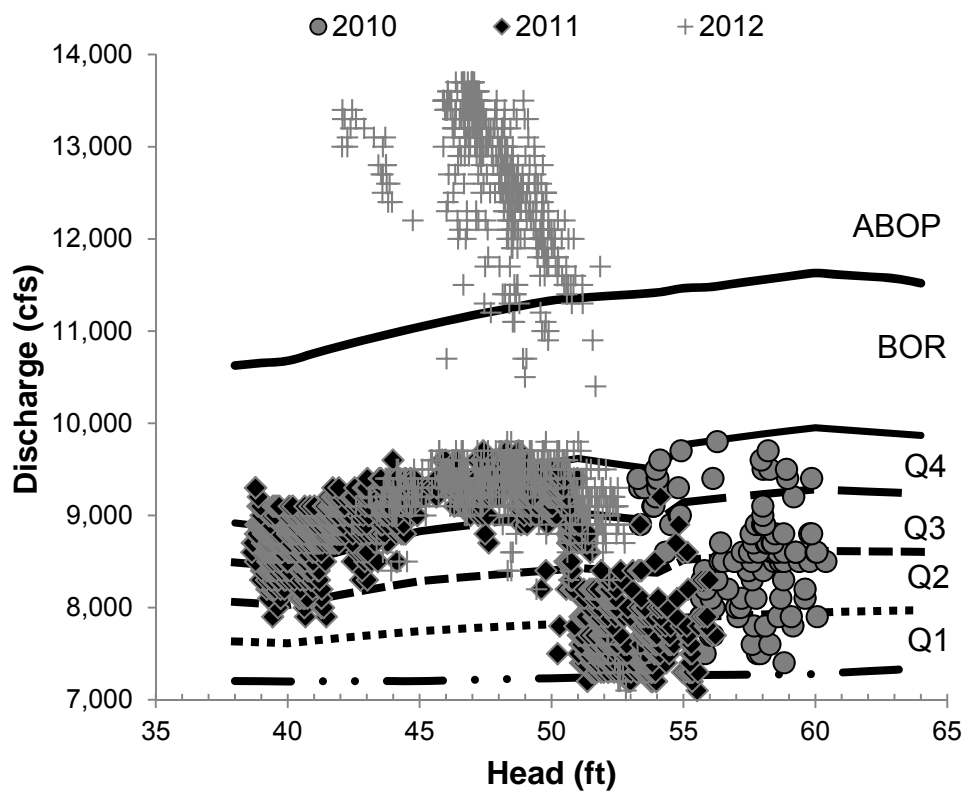 2010 2011 2012
14,000
13,000
12,000
11,000
10,000
9,000
8,000
7,000
Discharge (cfs)
ABOP
BOR
Q4
Q3
Q2
Q1
35 40 45 50 55 60 65
Head (ft)